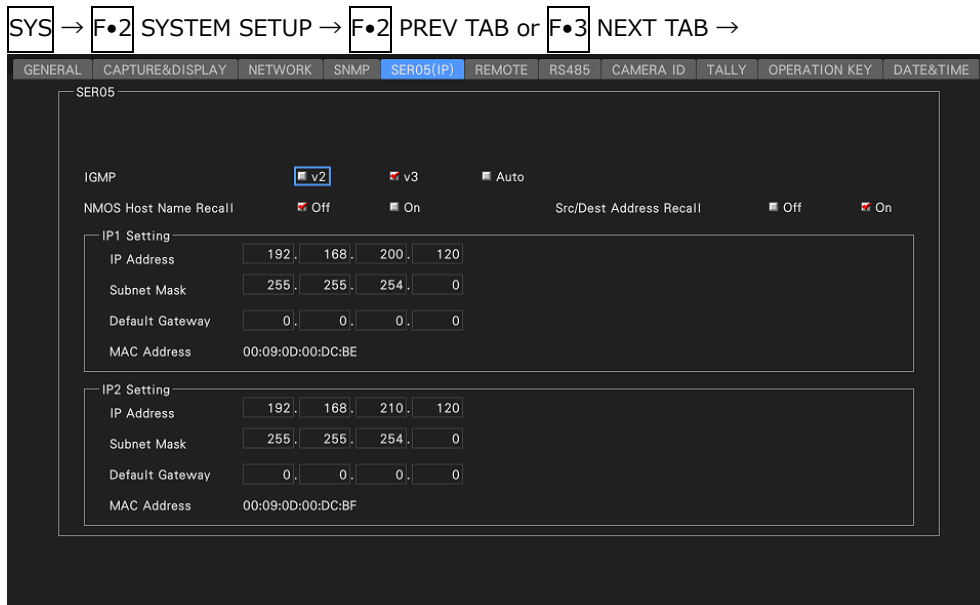 SYS → F•2 SYSTEM SETUP → F•2 PREV TAB or F•3 NEXT TAB →
GENERAL CAPTURE&DISPLAY NETWORK SNMP SER05(IP) REMOTE RS485 CAMERA ID TALLY OPERATION KEY DATE&TIME
SER05
IGMP v2 v3 Auto
NMOS Host Name Recall Off On Src/Dest Address Recall Off On
IP1 Setting
IP Address 192. 168. 200. 120
Subnet Mask 255. 255. 254. 0
Default Gateway 0. 0. 0. 0
MAC Address 00:09:0D:00:DC:BE
IP2 Setting
IP Address 192. 168. 210. 120
Subnet Mask 255. 255. 254. 0
Default Gateway 0. 0. 0. 0
MAC Address 00:09:0D:00:DC:BF